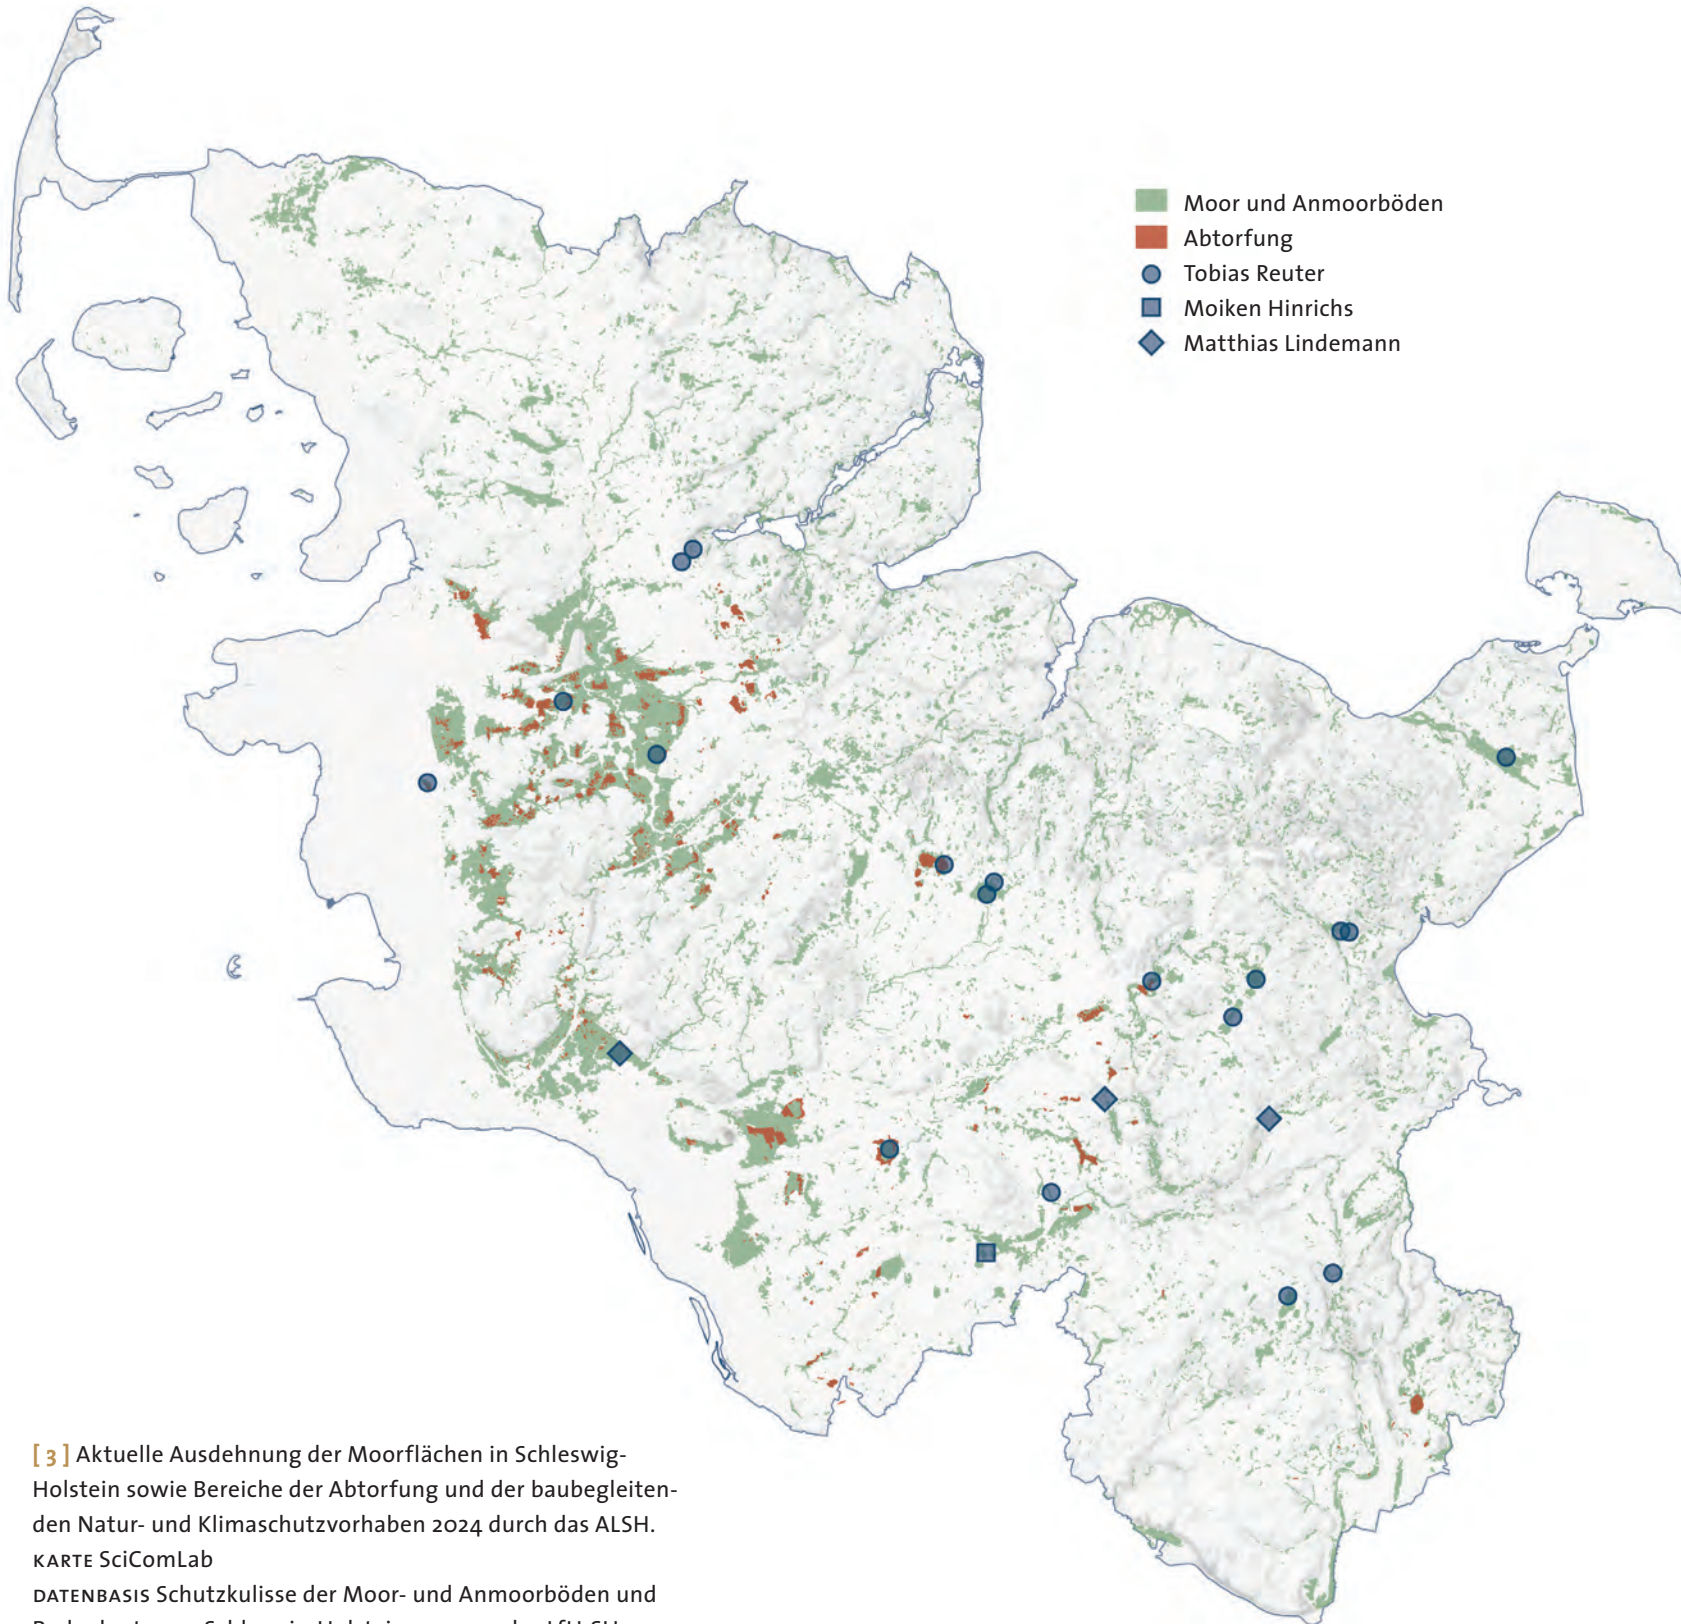 Moor und Anmoorböden
Abtorfung
Tobias Reuter
Moiken Hinrichs
Matthias Lindemann
[ 3 ] Aktuelle Ausdehnung der Moorflächen in Schleswig-
Holstein sowie Bereiche der Abtorfung und der baubegleiten-
den Natur- und Klimaschutzvorhaben 2024 durch das ALSH.
KARTE SciComLab
DATENBASIS Schutzkulisse der Moor- und Anmoorböden und